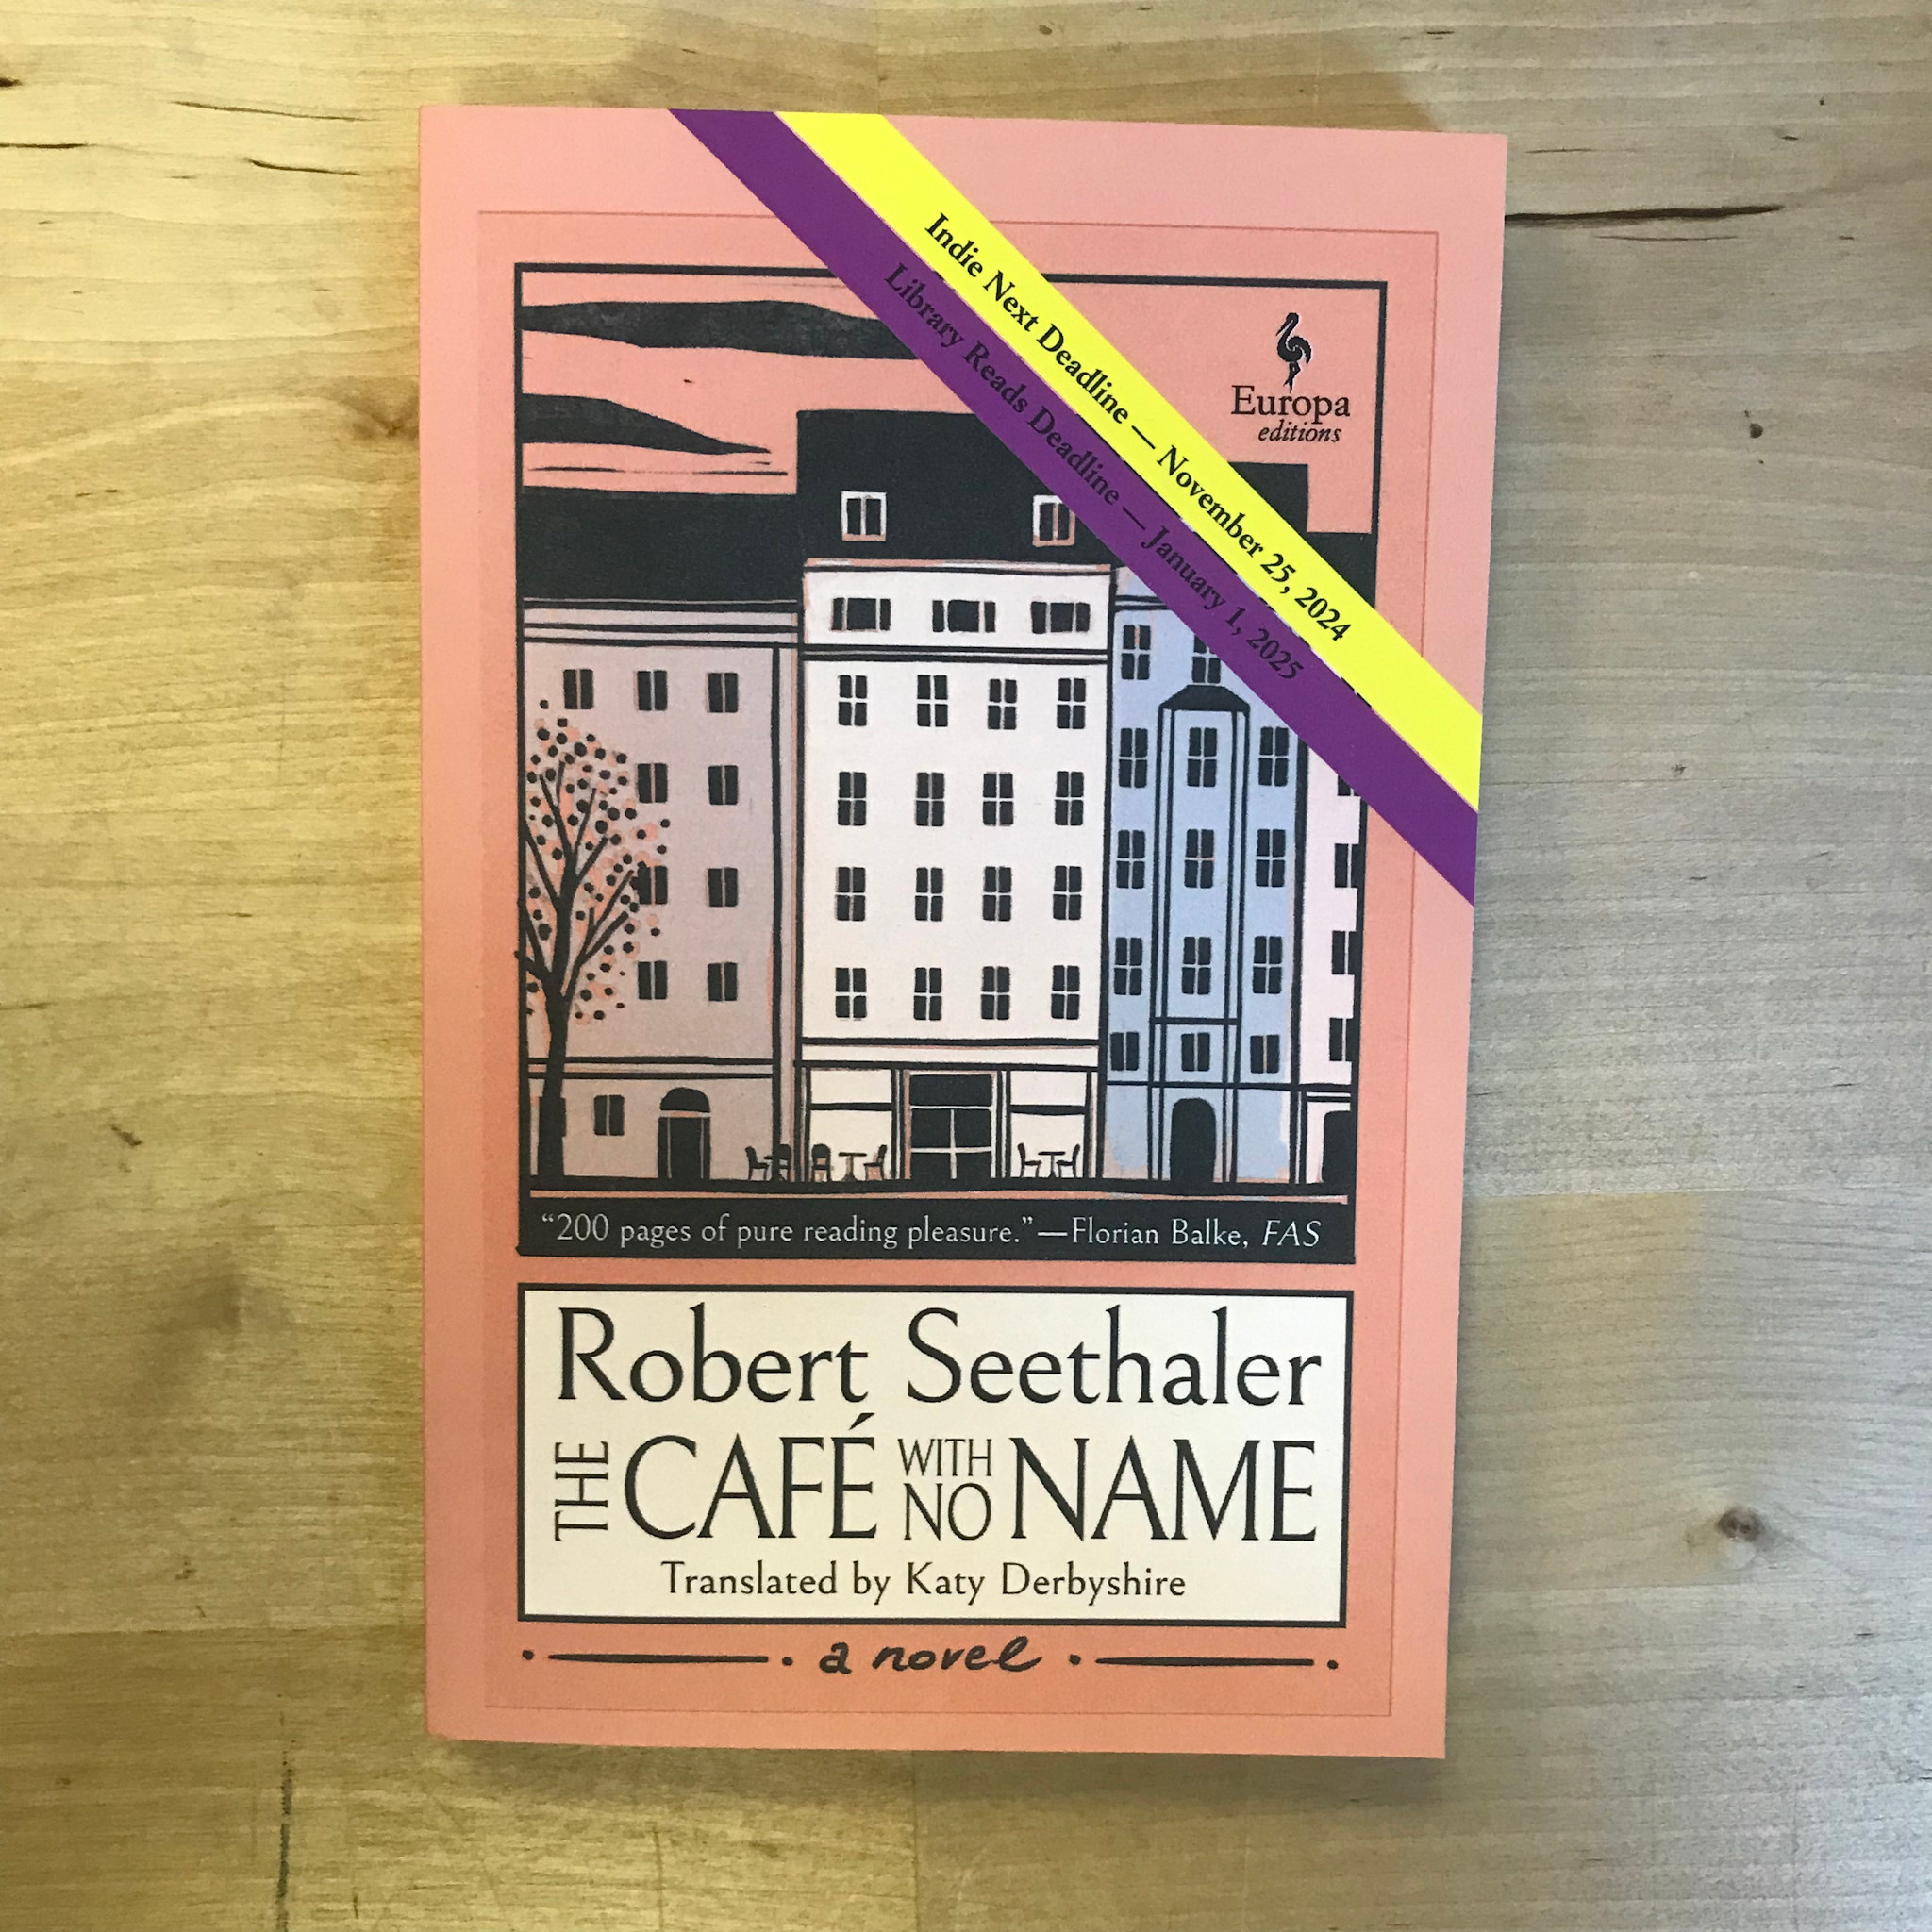 Indie Next Deadline — November 25, 2024
Library Reads Deadline — January 1, 2025
Europa
editions
“200 pages of pure reading pleasure.”—Florian Balke, FAS
Robert Seethaler
THE CAFÉ WITH NO NAME
Translated by Katy Derbyshire
a novel